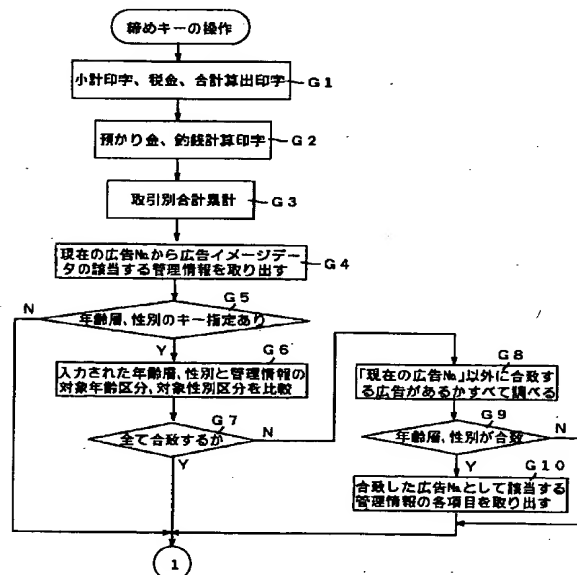 締めキーの操作
小計印字、税金、合計算出印字
G1
預かり金、釣銭計算印字
G2
取引別合計累計
G3
現在の広告№から広告イメージデー
タの該当する管理情報を取り出す
G4
G5
年齢層、性別のキー指定あり
N
Y
G6
入力された年齢層、性別と管理情報の
対象年齢区分、対象性別区分を比較
G7
全て合致するか
N
Y
G8
「現在の広告№」以外に合致す
る広告があるかすべて調べる
G9
年齢層、性別が合致
N
Y
G10
合致した広告№として該当する
管理情報の各項目を取り出す
1